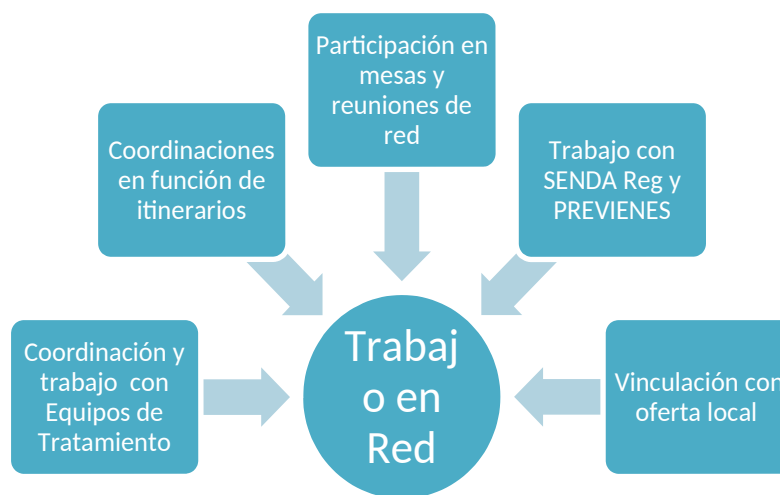 Participación en
mesas y
reuniones de
red
Coordinaciones
en función de
itinerarios
Trabajo con
SENDA Reg y
PREVIENES
Coordinación y
trabajo con
Equipos de
Tratamiento
Trabaj
o en
Red
Vinculación con
oferta local